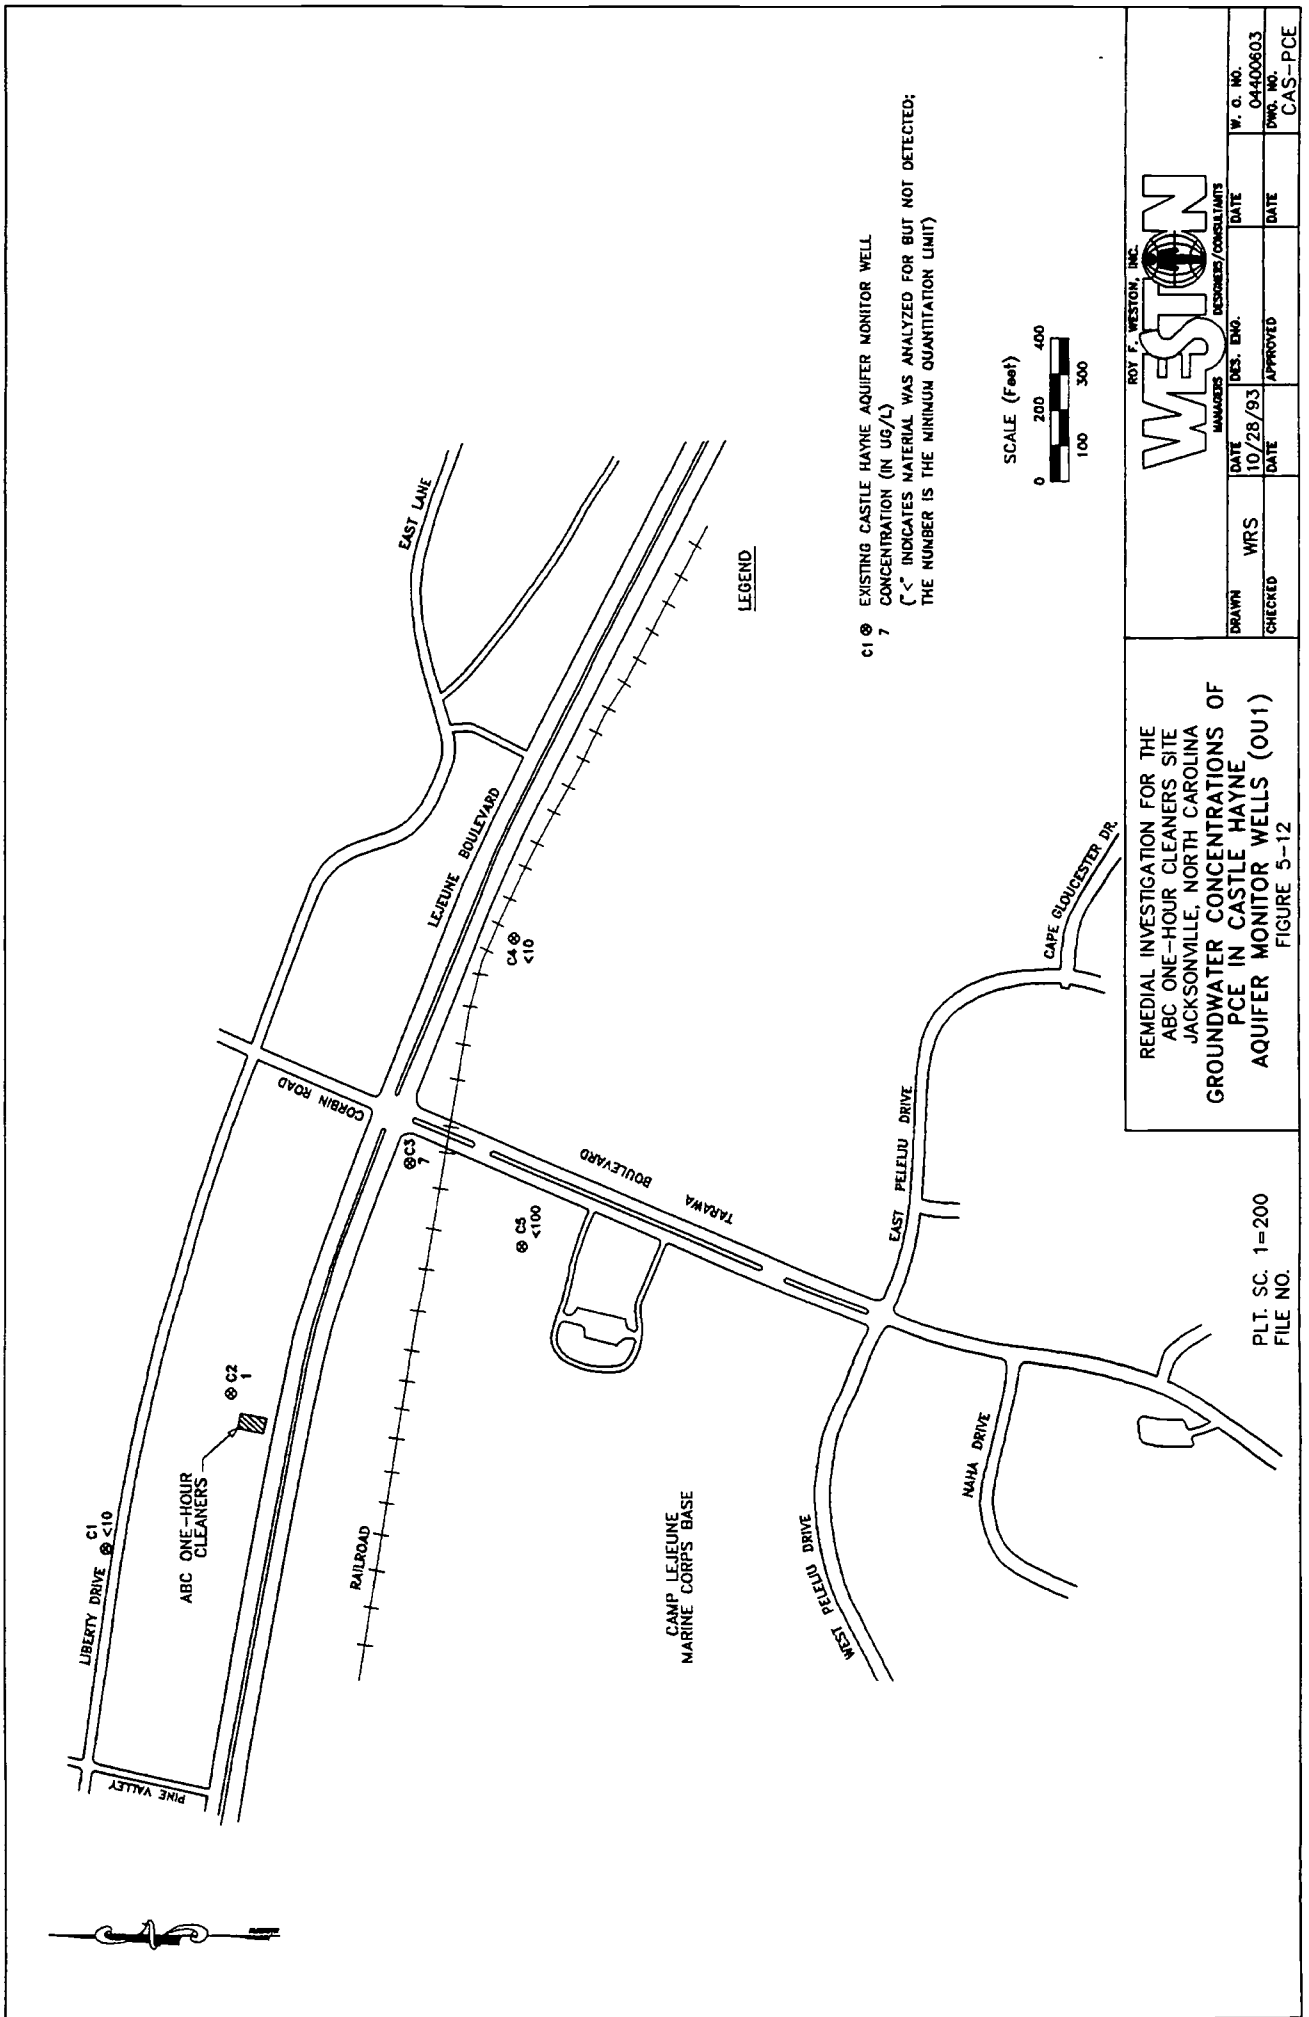 LIBERTY DRIVE
C1
<10
PINE VALLEY
ABC ONE-HOUR
CLEANERS
C2
1
CORBIN ROAD
EAST LANE
LEJEUNE BOULEVARD
RAILROAD
C3
7
C4
<10
C5
<100
TARAWA BOULEVARD
CAMP LEJEUNE
MARINE CORPS BASE
WEST PELELIU DRIVE
EAST PELELIU DRIVE
CAPE GLOUCESTER DR.
NAHA DRIVE
LEGEND
C1 EXISTING CASTLE HAYNE AQUIFER MONITOR WELL
7 CONCENTRATION (IN UG/L)
("<" INDICATES MATERIAL WAS ANALYZED FOR BUT NOT DETECTED;
THE NUMBER IS THE MINIMUM QUANTITATION LIMIT)
SCALE (Feet)
0 200 400
100 300
PLT. SC. 1=200
FILE NO.
REMEDIAL INVESTIGATION FOR THE
ABC ONE-HOUR CLEANERS SITE
JACKSONVILLE, NORTH CAROLINA
GROUNDWATER CONCENTRATIONS OF
PCE IN CASTLE HAYNE
AQUIFER MONITOR WELLS (OU1)
FIGURE 5-12
ROY F. WESTON, INC.
WESTON
MANAGERS DESIGNERS/CONSULTANTS
DRAWN WRS
DATE 10/28/93
DES. ENG.
DATE
W. O. NO. 04400603
CHECKED
DATE
APPROVED
DATE
DWG. NO. CAS-PCE